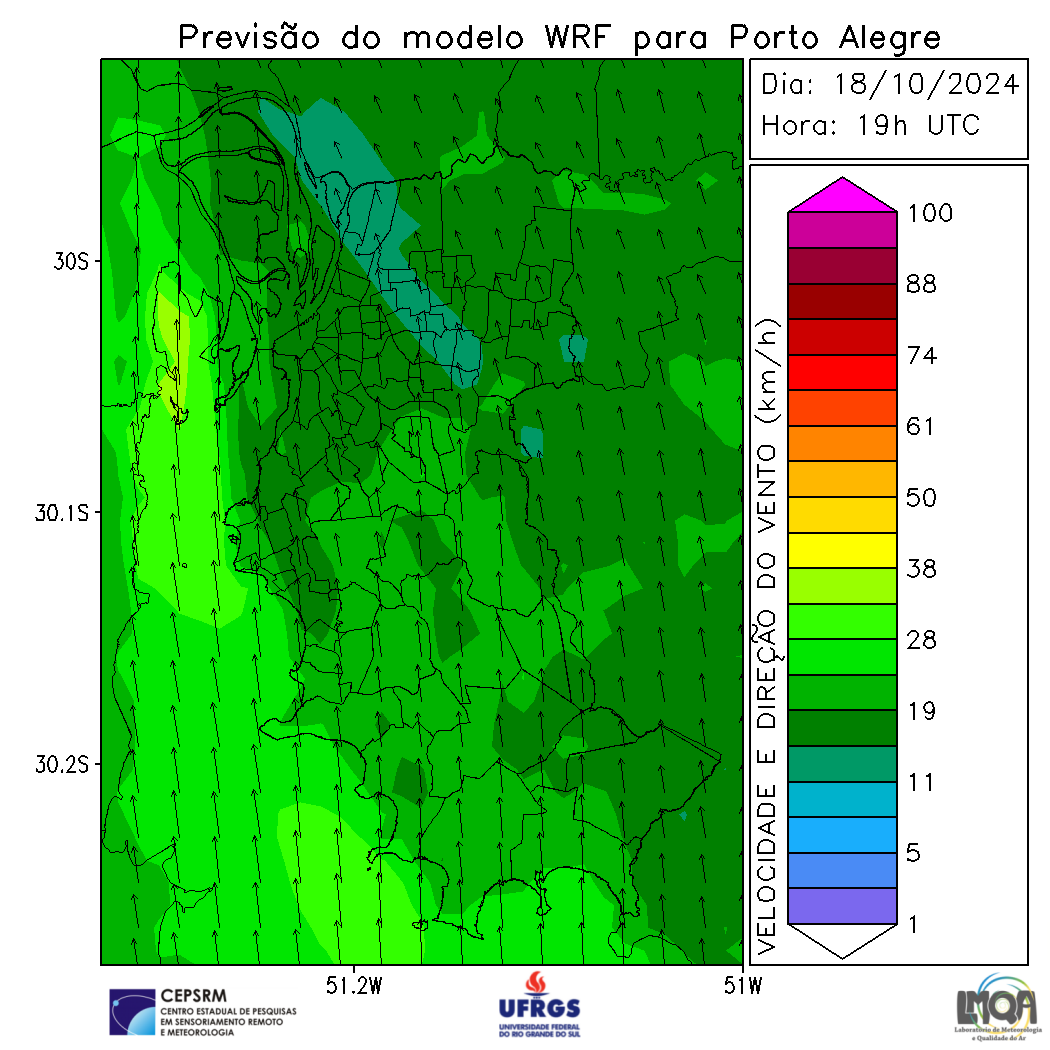 Previsão do modelo WRF para Porto Alegre
Dia: 18/10/2024
Hora: 19h UTC
30S
30.1S
30.2S
51.2W
51W
VELOCIDADE E DIREÇÃO DO VENTO (km/h)
100
88
74
61
50
38
28
19
11
5
1
CEPSRM
CENTRO ESTADUAL DE PESQUISAS
EM SENSORIAMENTO REMOTO
E METEOROLOGIA
UFRGS
UNIVERSIDADE FEDERAL
DO RIO GRANDE DO SUL
LMQA
Laboratório de Meteorologia
e Qualidade do Ar